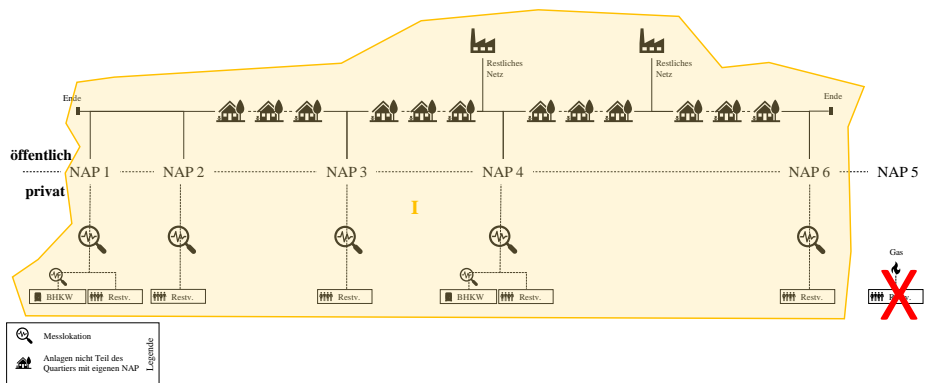 Restliches
Netz
Restliches
Netz
Ende
Ende
öffentlich
NAP 1
NAP 2
NAP 3
NAP 4
NAP 6
NAP 5
privat
I
Gas
BHKW
Restv.
Restv.
Restv.
BHKW
Restv.
Restv.
Restv.
Messlokation
Anlagen nicht Teil des
Quartiers mit eigenen NAP
Legende